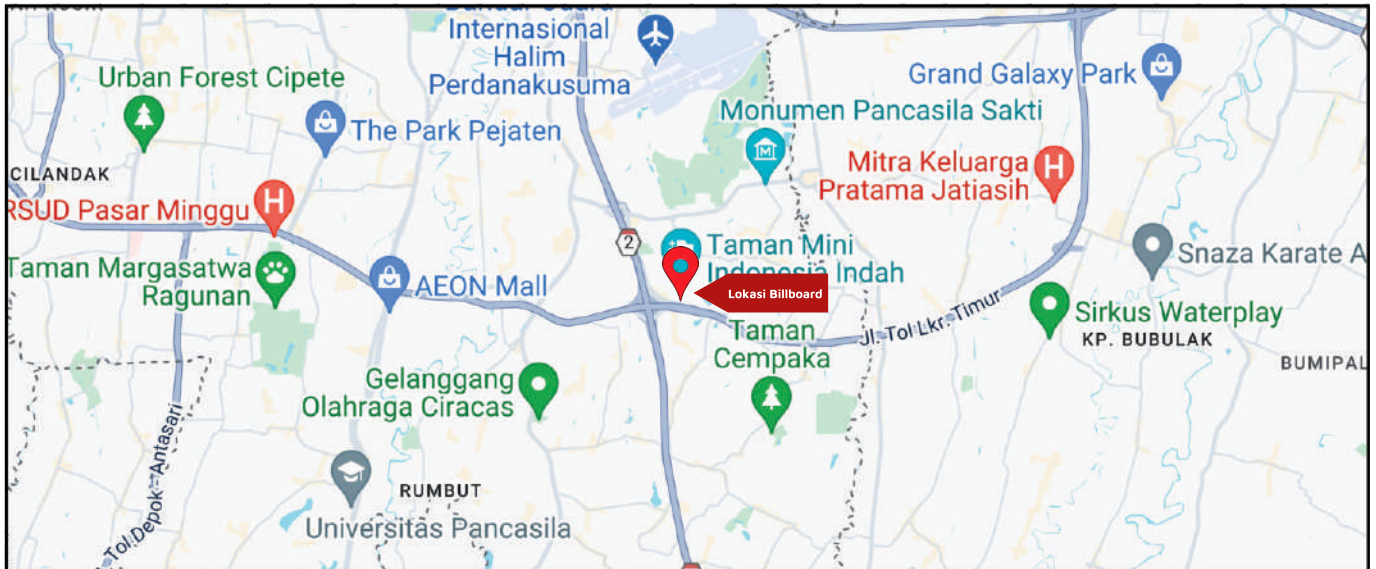 Internasional
Halim
Perdanakusuma
Urban Forest Cipete
The Park Pejaten
Grand Galaxy Park
Monumen Pancasila Sakti
Mitra Keluarga
Pratama Jatiasih
CILANDAK
RSUD Pasar Minggu
2
Taman Mini
Indonesia Indah
Snaza Karate A
Taman Margasatwa
Ragunan
AEON Mall
Lokasi Billboard
Jl. Tol Lkr. Timur
Sirkus Waterplay
KP. BUBULAK
BUMIPAL
Taman
Cempaka
Gelanggang
Olahraga Ciracas
Tol Depok-Antasari
RUMBUT
Universitas Pancasila